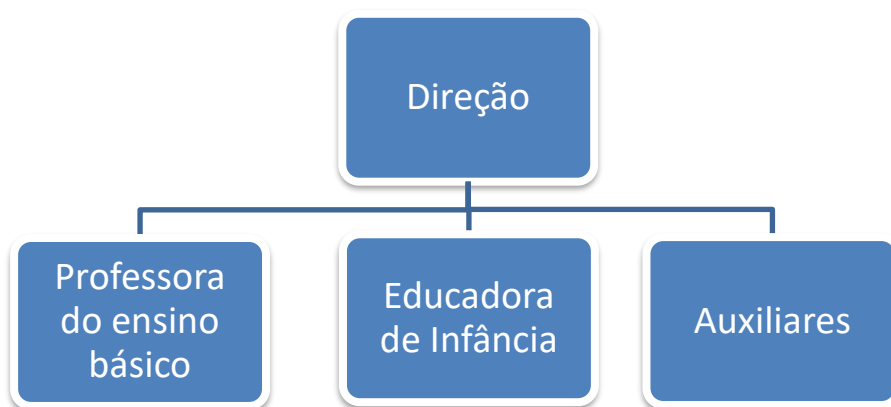 Direção
Professora
do ensino
básico
Educadora
de Infância
Auxiliares